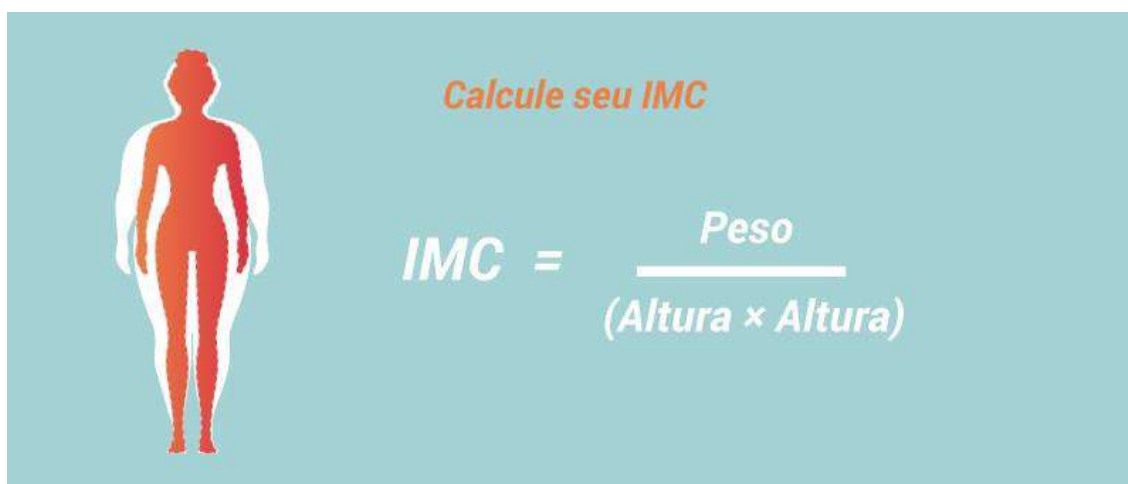 Calcule seu IMC
IMC = Peso
(Altura × Altura)